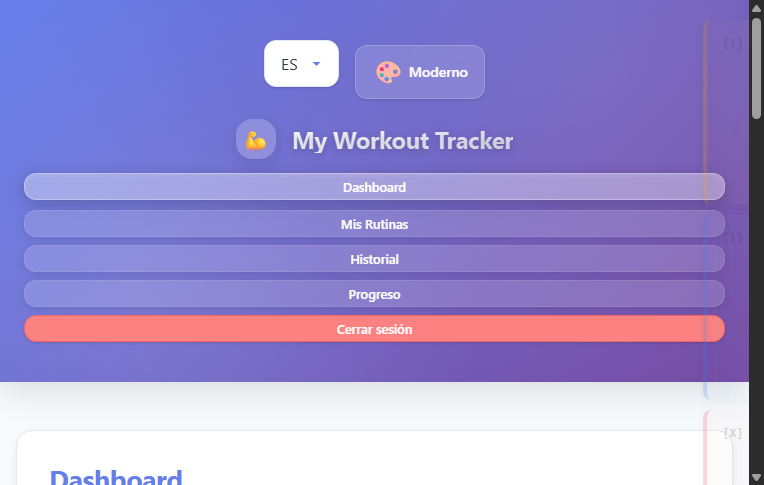 ES
Moderno
My Workout Tracker
Dashboard
Mis Rutinas
Historial
Progreso
Cerrar sesión
[X]
Dashboard